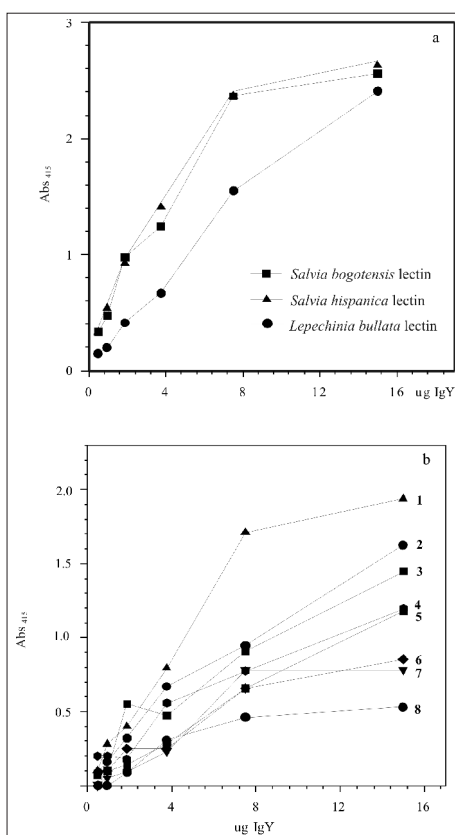 a
3
2
1
0
Abs 415
Salvia bogotensis lectin
Salvia hispanica lectin
Lepechinia bullata lectin
0 4 8 12 16 ug IgY
b
2.0
1.5
1.0
0.5
Abs 415
1
2
3
4
5
6
7
8
0 4 8 12 16
ug IgY